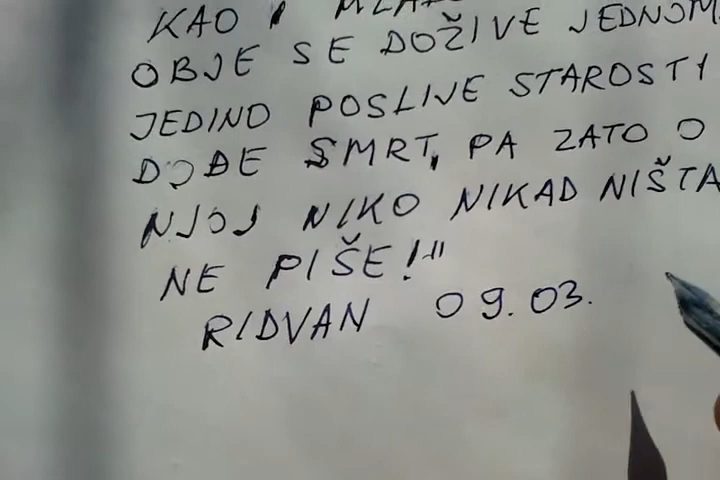 KAO I
OBJE SE DOŽIVE JEDNOM.
JEDINO POSLIJE STAROSTI
DOĐE SMRT, PA ZATO O
NJOJ NIKO NIKAD NIŠTA
NE PIŠE!"
RIDVAN 09.03.